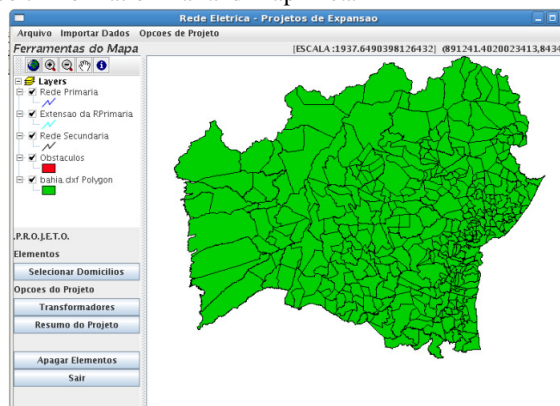 Rede Eletrica - Projetos de Expansao
Arquivo Importar Dados Opcoes de Projeto
Ferramentas do Mapa
[ESCALA :1937.6490398126432] (891241.4020023413,8434
Layers
Rede Primaria
Extensao da RPrimaria
Rede Secundaria
Obstaculos
bahia.dxf Polygon
.P.R.O.J.E.T.O.
Elementos
Selecionar Domicilios
Opcoes do Projeto
Transformadores
Resumo do Projeto
Apagar Elementos
Sair